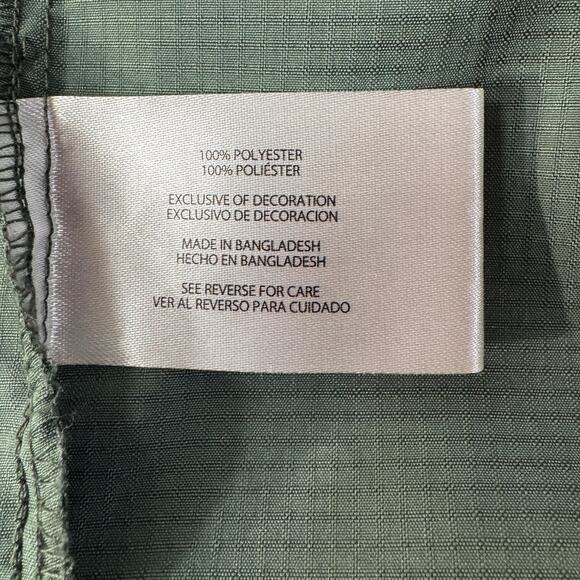 100% POLYESTER
100% POLIÉSTER
EXCLUSIVE OF DECORATION
EXCLUSIVO DE DECORACION
MADE IN BANGLADESH
HECHO EN BANGLADESH
SEE REVERSE FOR CARE
VER AL REVERSO PARA CUIDADO